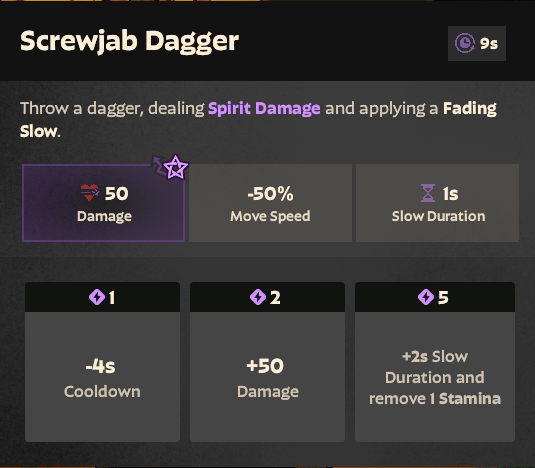 Screwjab Dagger
9s
Throw a dagger, dealing Spirit Damage and applying a Fading
Slow.
50
Damage
-50%
Move Speed
1s
Slow Duration
1
-4s
Cooldown
2
+50
Damage
5
+2s Slow
Duration and
remove 1 Stamina